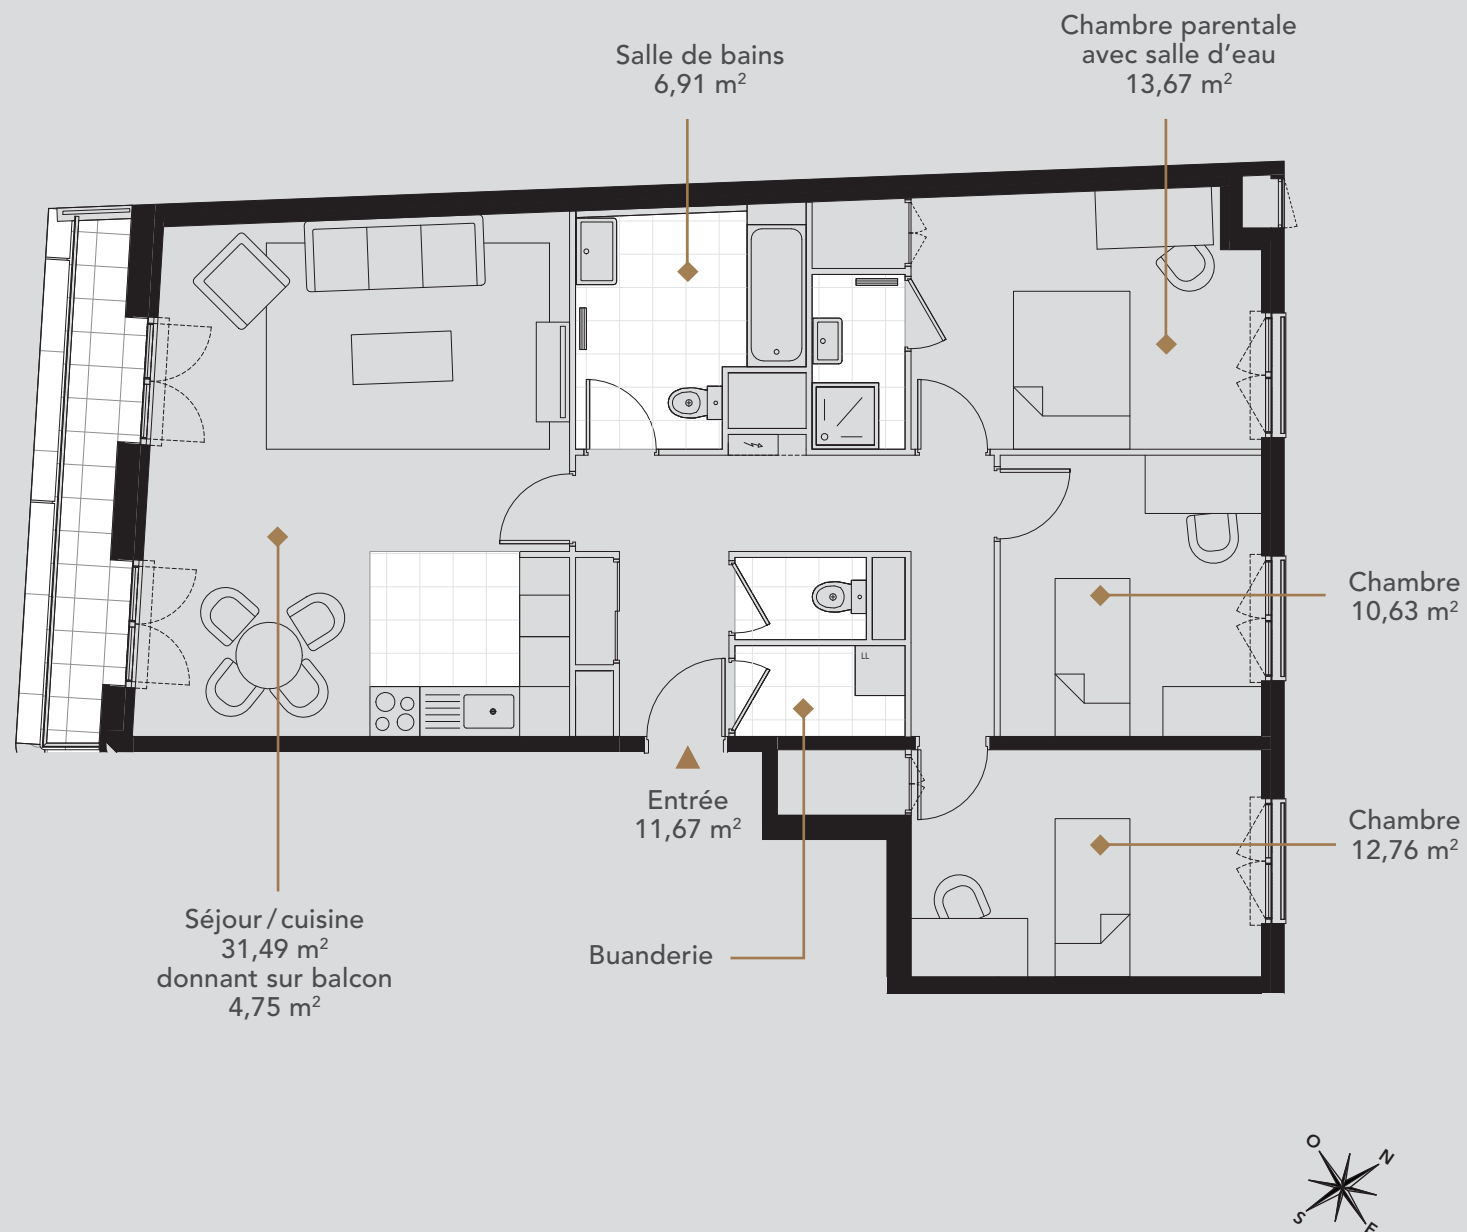 Chambre parentale
avec salle d'eau
13,67 m²
Salle de bains
6,91 m²
Chambre
10,63 m²
LL
Entrée
11,67 m²
Chambre
12,76 m²
Séjour / cuisine
31,49 m²
donnant sur balcon
4,75 m²
Buanderie
O
N
S
E